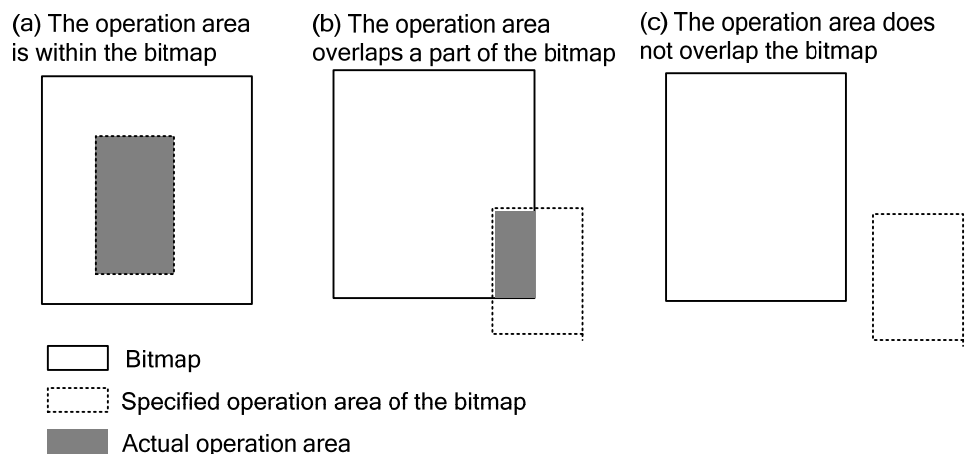 (a) The operation area
is within the bitmap
(b) The operation area
overlaps a part of the bitmap
(c) The operation area does
not overlap the bitmap
Bitmap
Specified operation area of the bitmap
Actual operation area